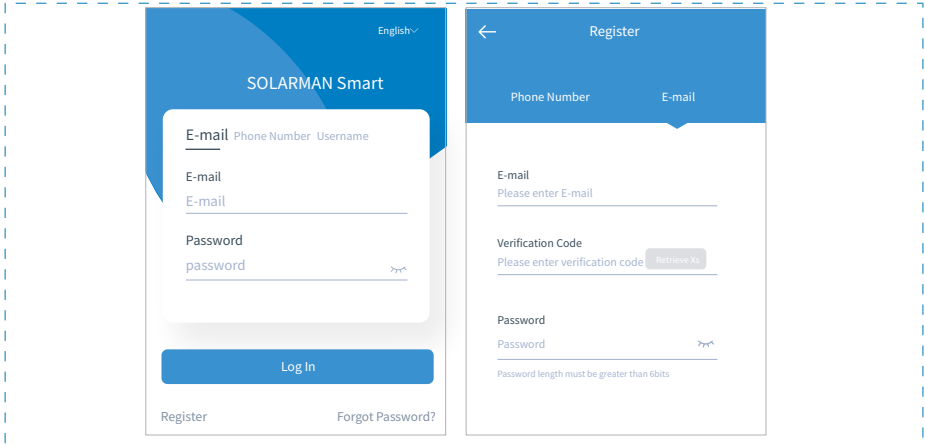 English
SOLARMAN Smart
E-mail Phone Number Username
E-mail
E-mail
Password
password
Log In
Register Forgot Password?
Register
Phone Number E-mail
E-mail
Please enter E-mail
Verification Code
Please enter verification code Retrieve Xs
Password
Password
Password length must be greater than 6bits